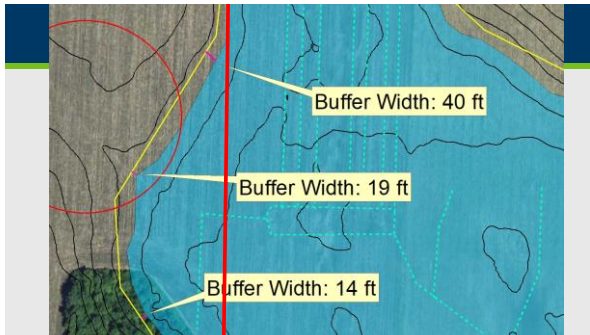 Buffer Width: 40 ft
Buffer Width: 19 ft
Buffer Width: 14 ft